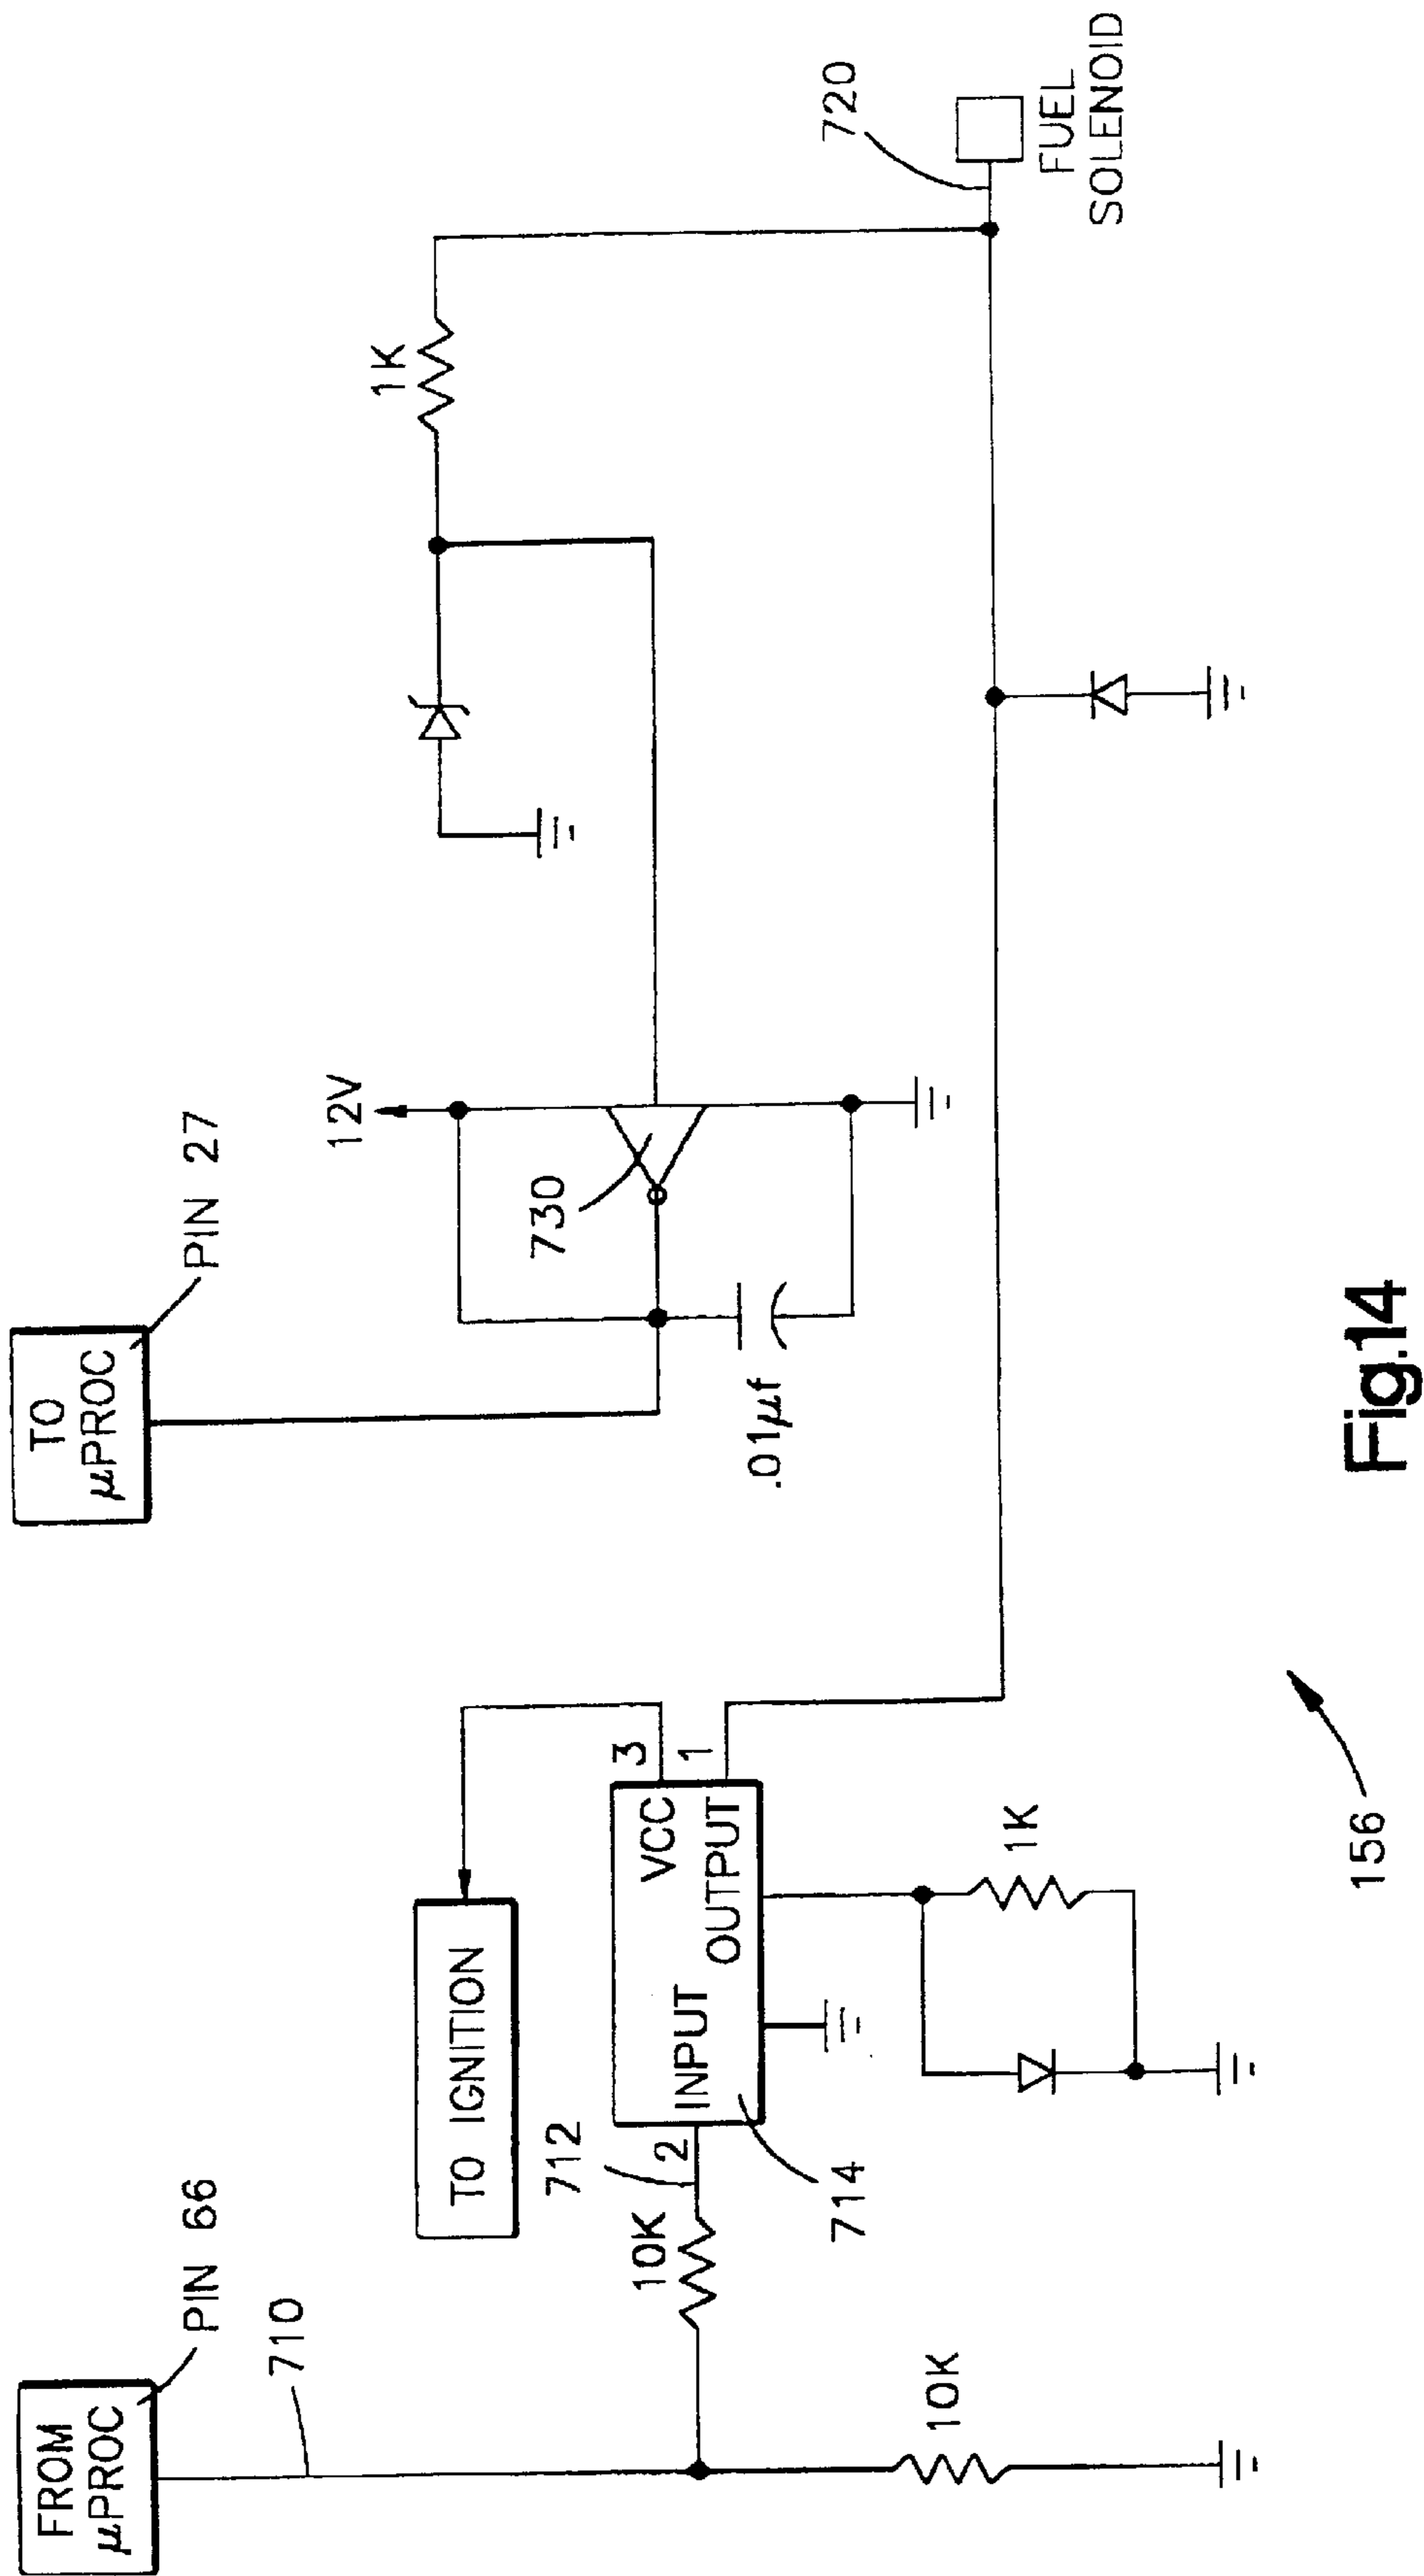 FROM
μPROC
PIN 66
710
TO
μPROC
PIN 27
TO IGNITION
12V
1K
720
FUEL
SOLENOID
730
.01μf
712
10K
2
INPUT
VCC
OUTPUT
3
1
714
10K
1K
156
Fig.14